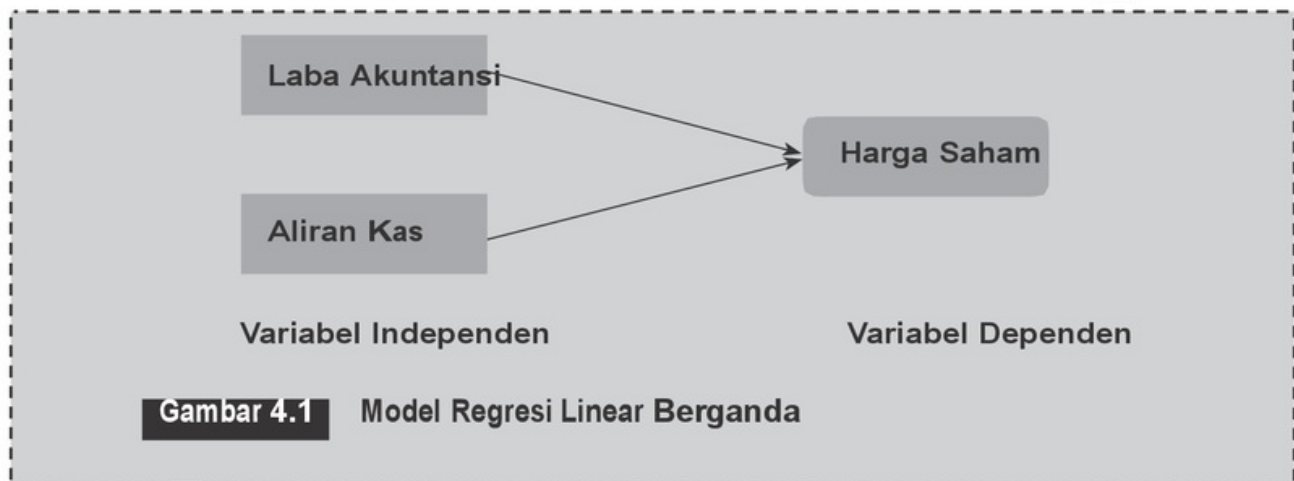 Laba Akuntansi
Harga Saham
Aliran Kas
Variabel Independen
Variabel Dependen
Gambar 4.1 Model Regresi Linear Berganda